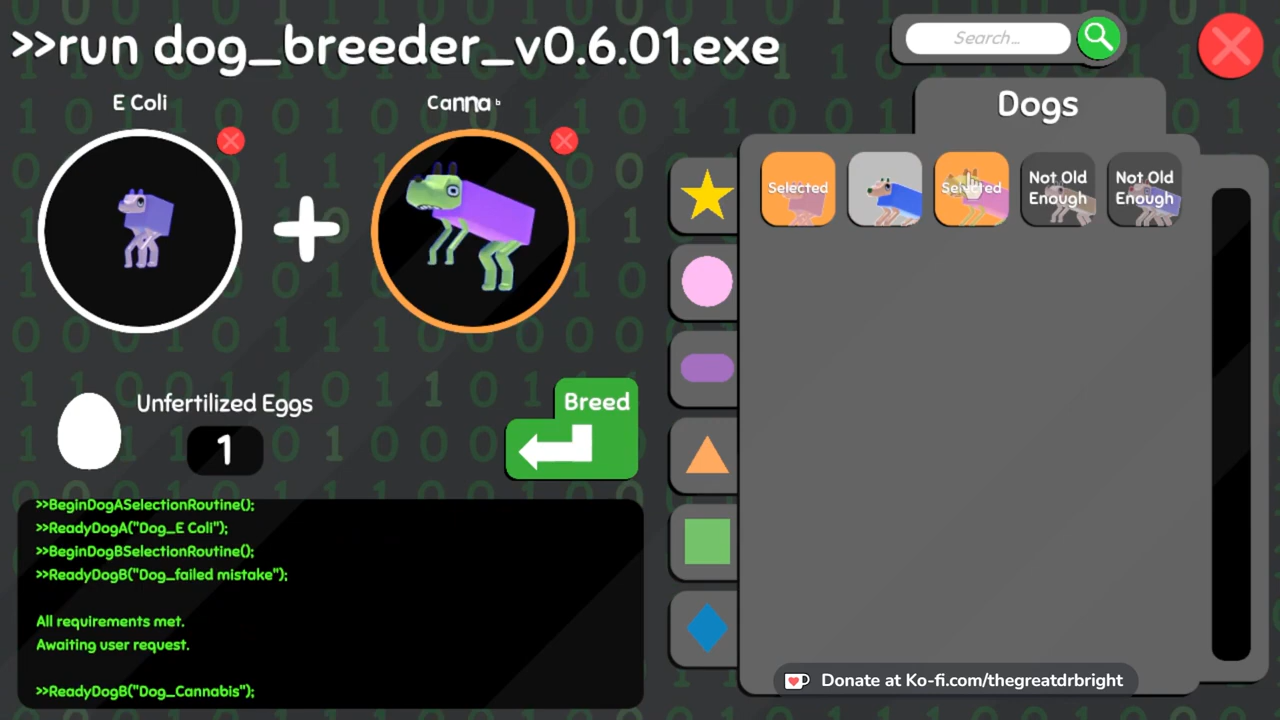 >>run dog_breeder_v0.6.01.exe
Search...
E Coli
Canna b
Dogs
Selected
Selected
Not Old
Enough
Not Old
Enough
Unfertilized Eggs
1
Breed
>>BeginDogASelectionRoutine();
>>ReadyDogA("Dog_E Coli");
>>BeginDogBSelectionRoutine();
>>ReadyDogB("Dog_failed mistake");
All requirements met.
Awaiting user request.
>>ReadyDogB("Dog_Cannabis");
Donate at Ko-fi.com/thegreatdrbright